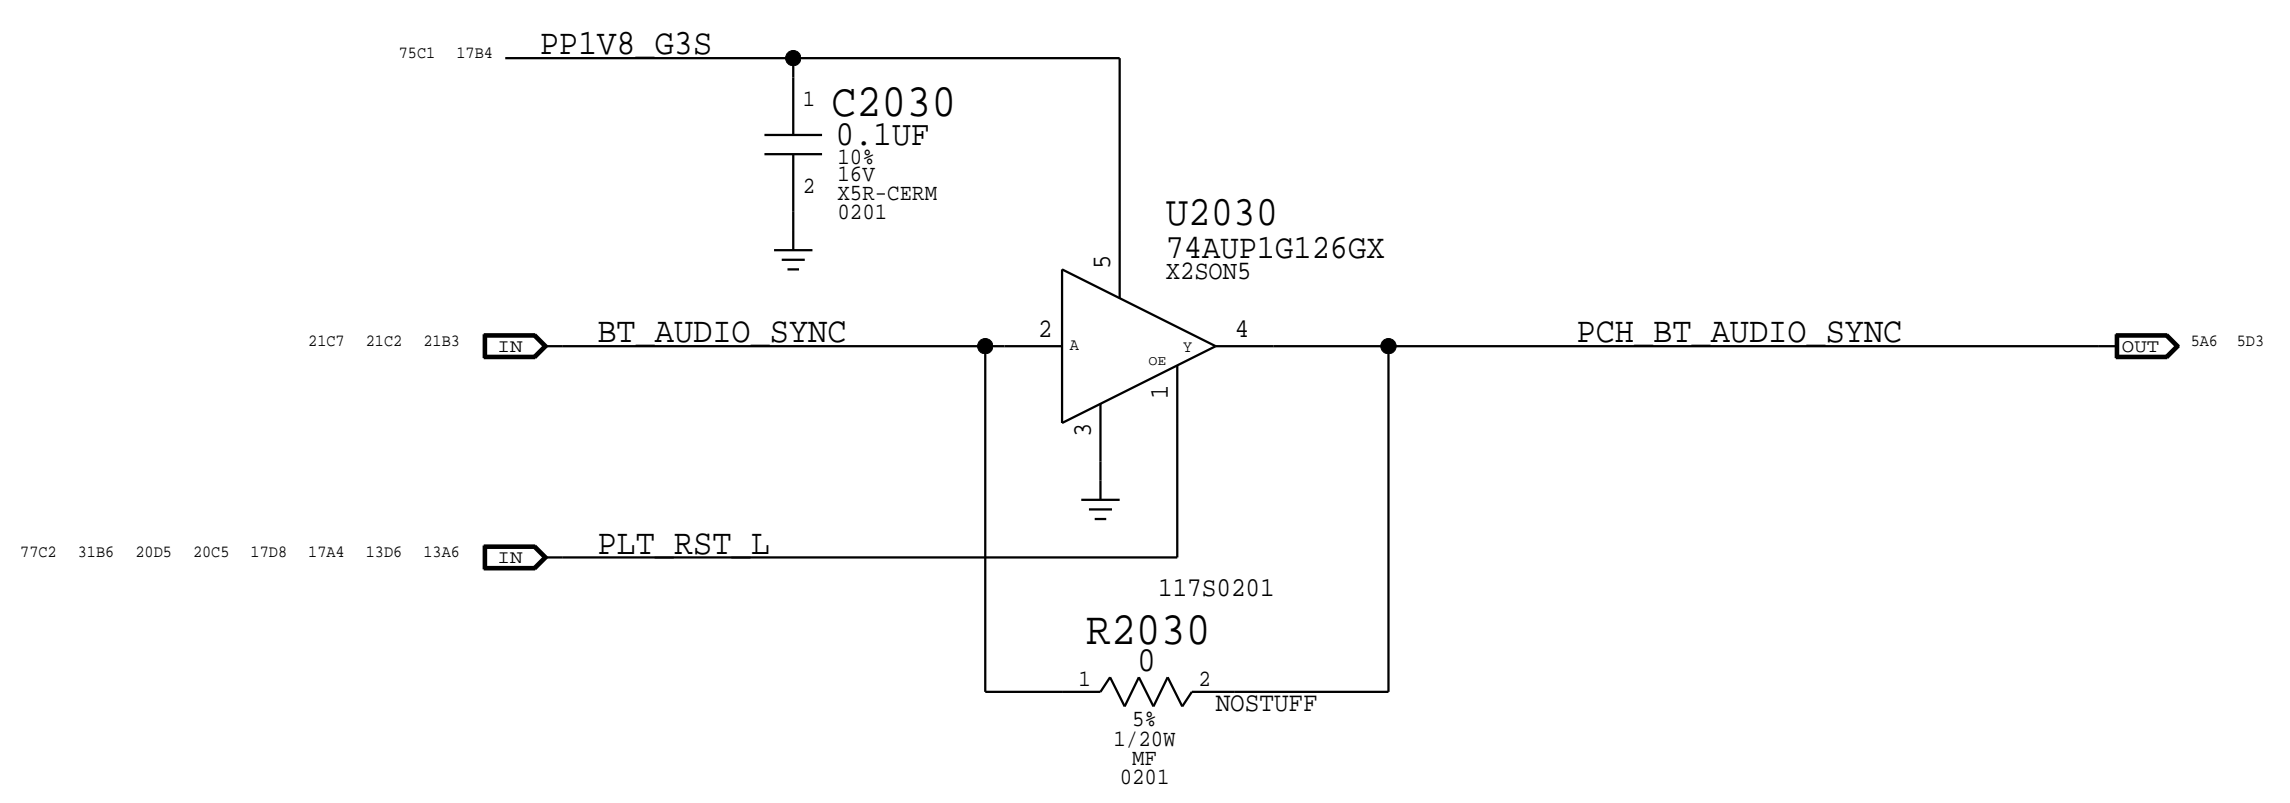 75C1 17B4 PP1V8_G3S
1 C2030
0.1UF
10%
16V
2 X5R-CERM
0201
U2030
74AUP1G126GX
X2SON5
5
21C7 21C2 21B3 IN BT_AUDIO_SYNC 2 A Y 4 PCH_BT_AUDIO_SYNC OUT 5A6 5D3
OE
1
3
77C2 31B6 20D5 20C5 17D8 17A4 13D6 13A6 IN PLT_RST_L
117S0201
R2030
0
1 2
NOSTUFF
5%
1/20W
MF
0201